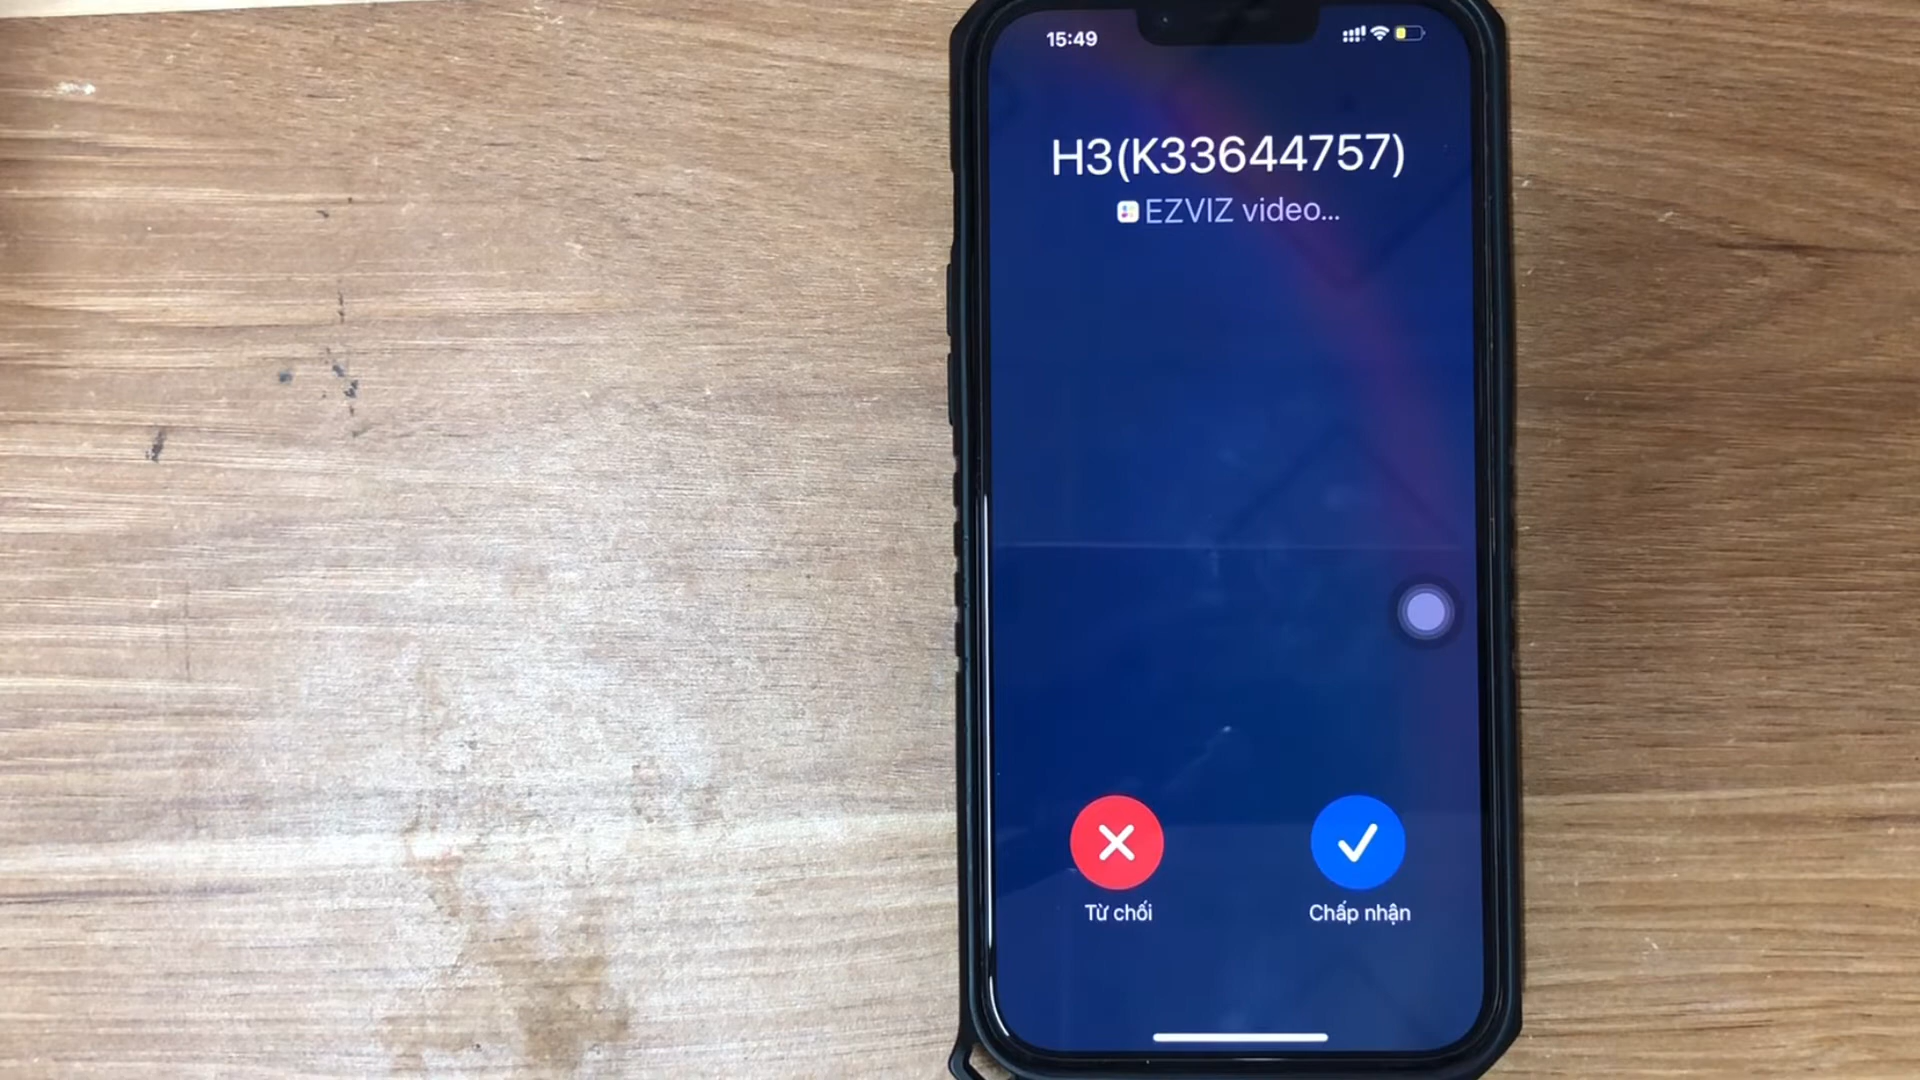 15:49
H3(K33644757)
EZVIZ video...
Từ chối
Chấp nhận